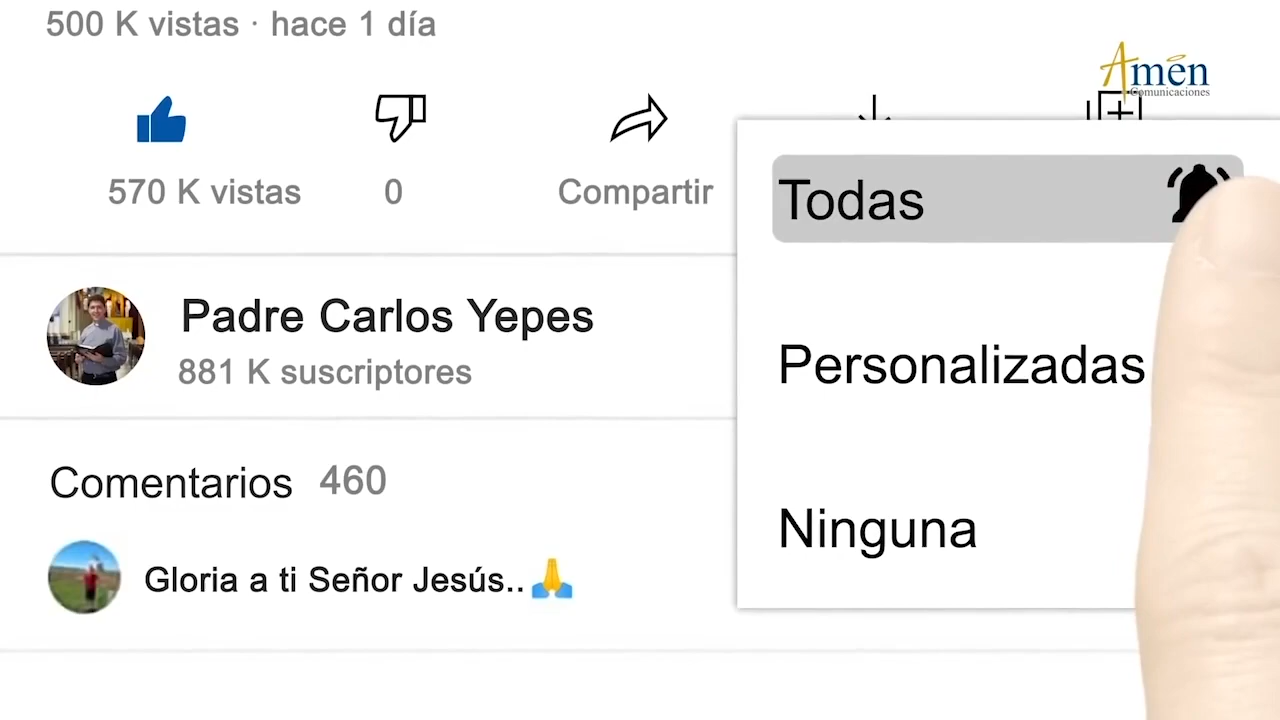 500 K vistas · hace 1 día
Amén
Comunicaciones
570 K vistas
0
Compartir
Padre Carlos Yepes
881 K suscriptores
Comentarios 460
Gloria a ti Señor Jesús..🙏
Todas
Personalizadas
Ninguna